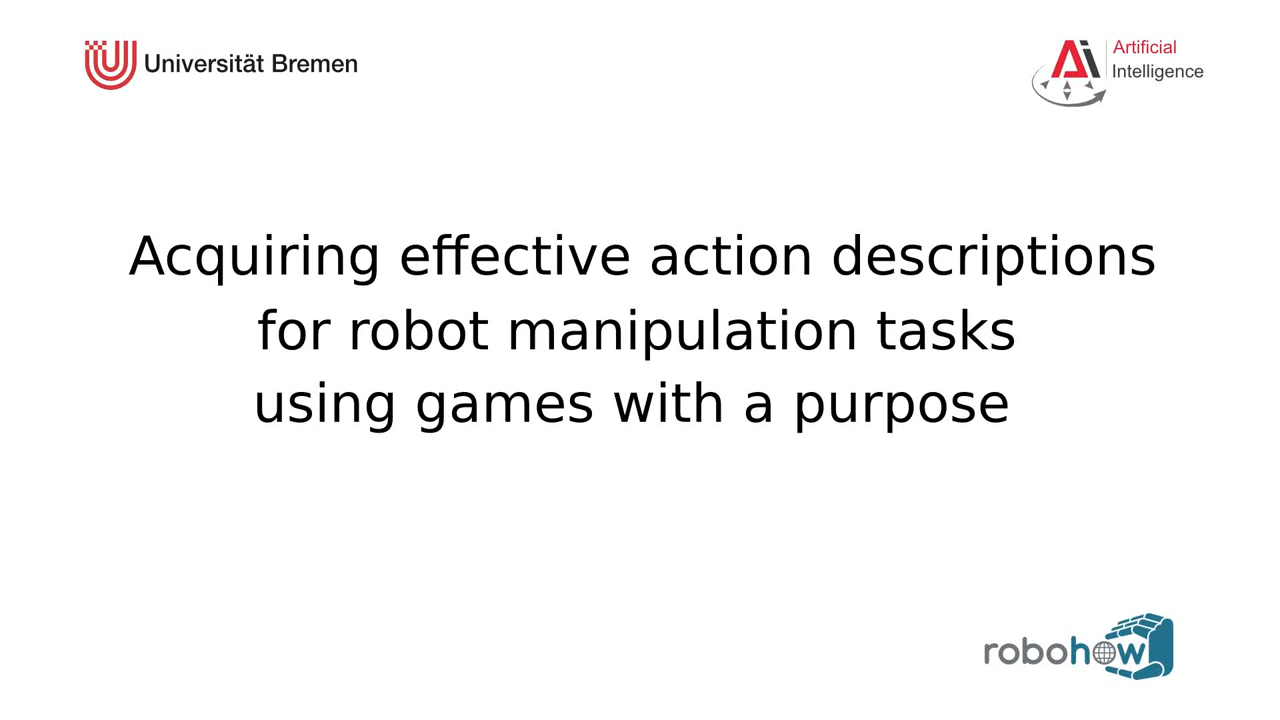 Universität Bremen
Artificial
Intelligence
Acquiring effective action descriptions
for robot manipulation tasks
using games with a purpose
robohow